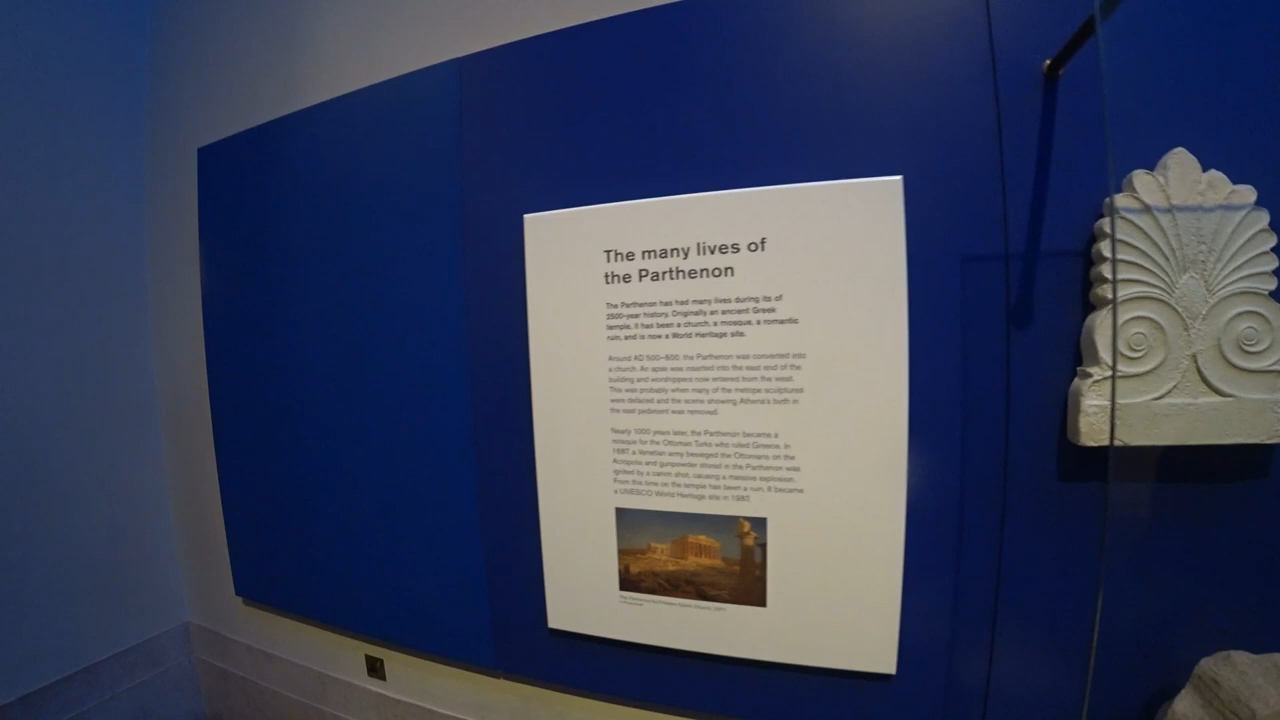 The many lives of
the Parthenon
The Parthenon has had many lives during its of
2500-year history. Originally an ancient Greek
temple, it has been a church, a mosque, a romantic
ruin, and is now a World Heritage site.
Around AD 500–600, the Parthenon was converted into
a church. An apse was inserted into the east end of the
building and worshippers now entered from the west.
This was probably when many of the metope sculptures
were defaced and the scene showing Athena's birth in
the east pediment was removed.
Nearly 1000 years later, the Parthenon became a
mosque for the Ottoman Turks who ruled Greece. In
1687, a Venetian army besieged the Ottomans on the
Acropolis and gunpowder stored in the Parthenon was
ignited by a canon shot, causing a massive explosion.
From this time on the temple has been a ruin. It became
a UNESCO World Heritage site in 1987.
The Parthenon by Frederic Edwin Church